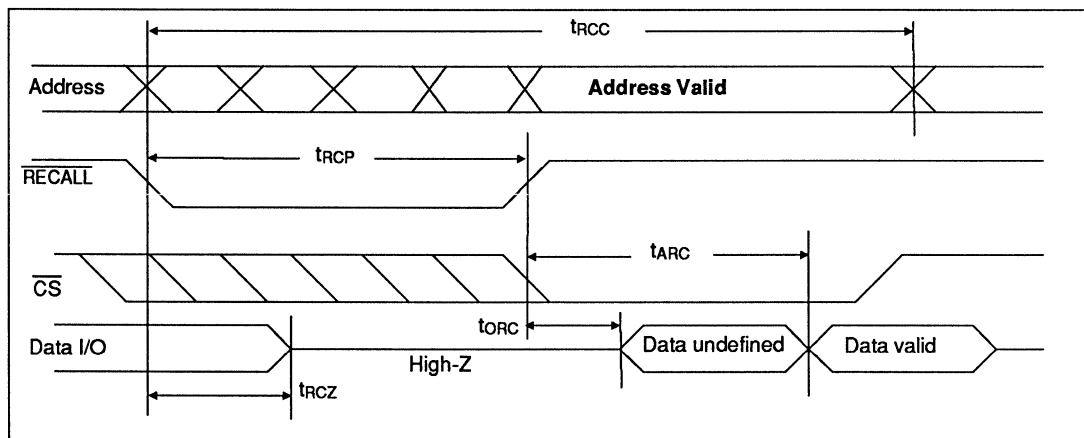 tRCC
Address
Address Valid
tRCP
RECALL
tARC
CS
tORC
Data I/O
High-Z
Data undefined
Data valid
tRCZ